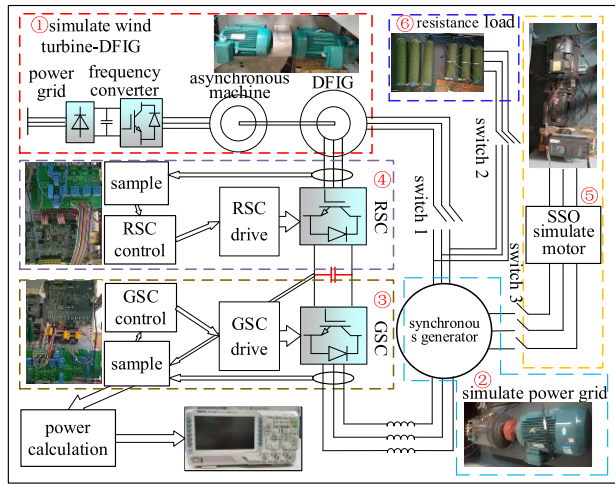 ① simulate wind
turbine-DFIG
power
grid
frequency
converter
asynchronous
machine
DFIG
⑥ resistance load
switch 1
switch 2
switch 3
⑤
SSO
simulate
motor
④
sample
RSC
control
RSC
drive
RSC
③
GSC
control
GSC
drive
GSC
sample
synchronou
s generator
②
simulate power grid
power
calculation